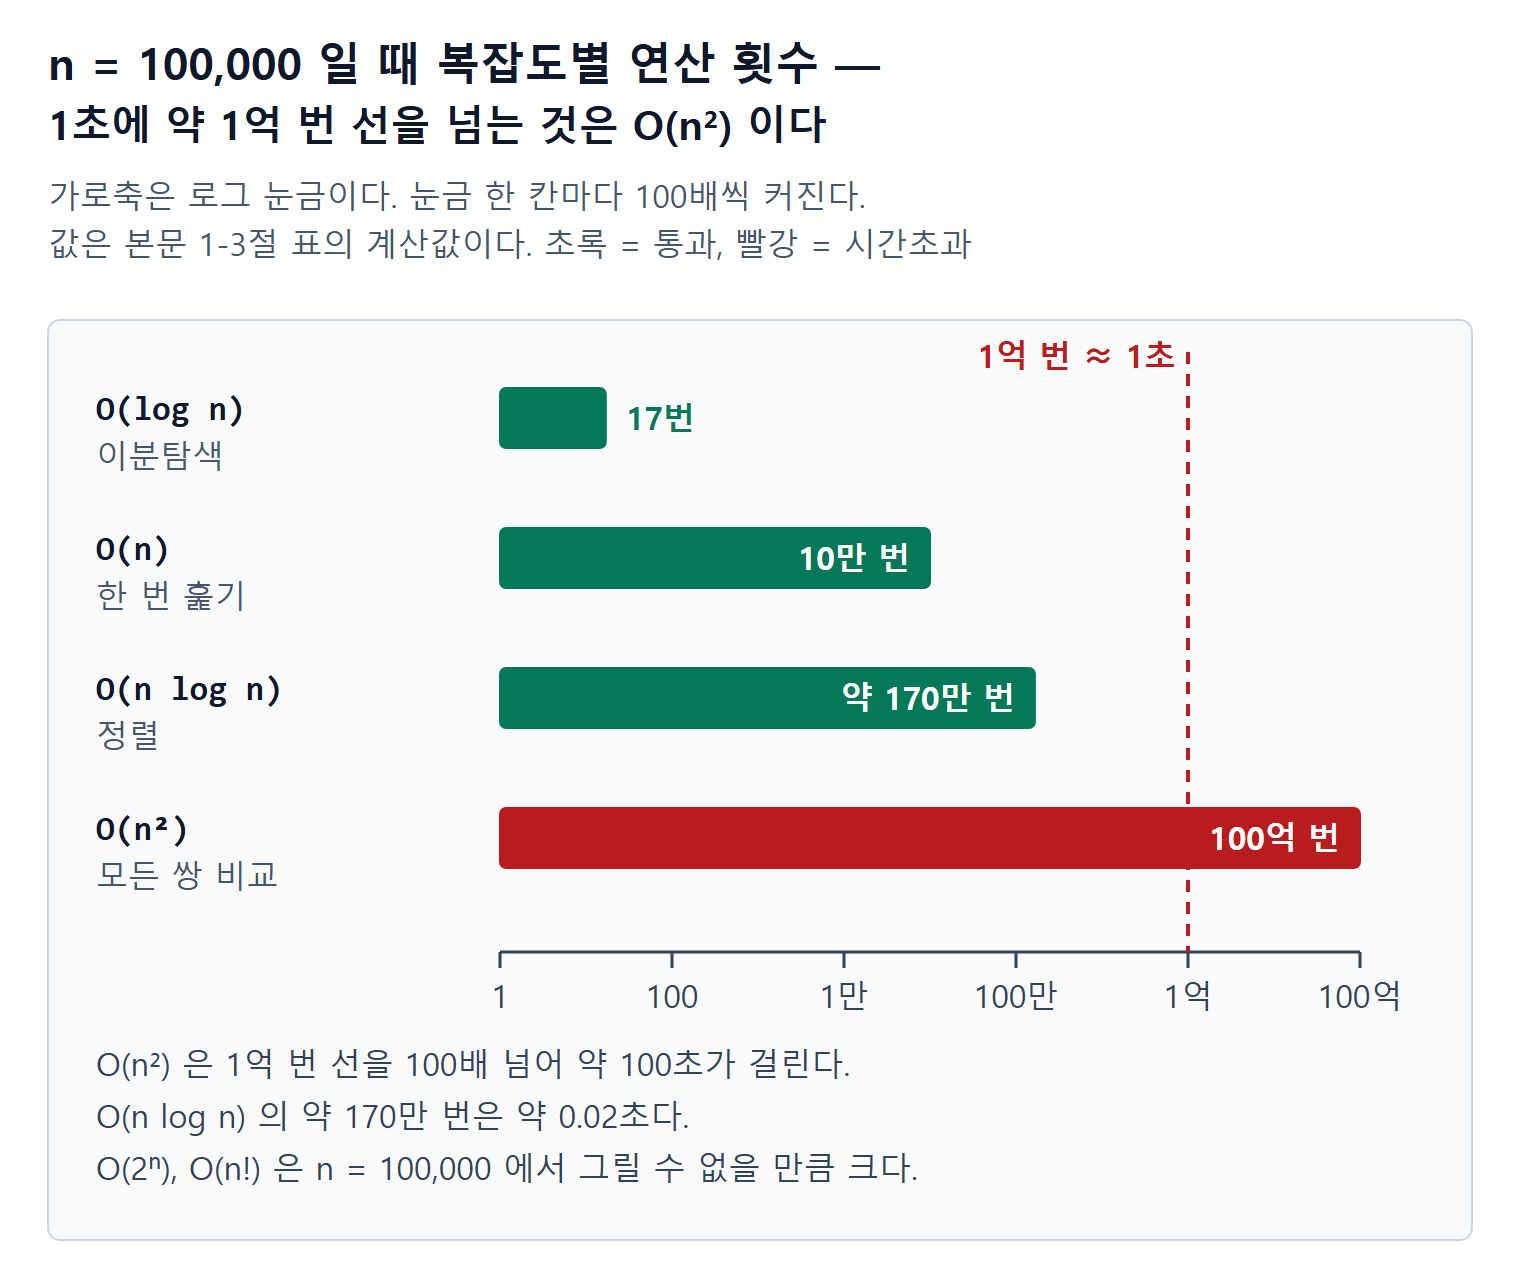 n = 100,000 일 때 복잡도별 연산 횟수 —
1초에 약 1억 번 선을 넘는 것은 O(n²) 이다
가로축은 로그 눈금이다. 눈금 한 칸마다 100배씩 커진다.
값은 본문 1-3절 표의 계산값이다. 초록 = 통과, 빨강 = 시간초과
1억 번 ≈ 1초
O(log n)
이분탐색
17번
O(n)
한 번 훑기
10만 번
O(n log n)
정렬
약 170만 번
O(n²)
모든 쌍 비교
100억 번
1 100 1만 100만 1억 100억
O(n²) 은 1억 번 선을 100배 넘어 약 100초가 걸린다.
O(n log n) 의 약 170만 번은 약 0.02초다.
O(2ⁿ), O(n!) 은 n = 100,000 에서 그릴 수 없을 만큼 크다.